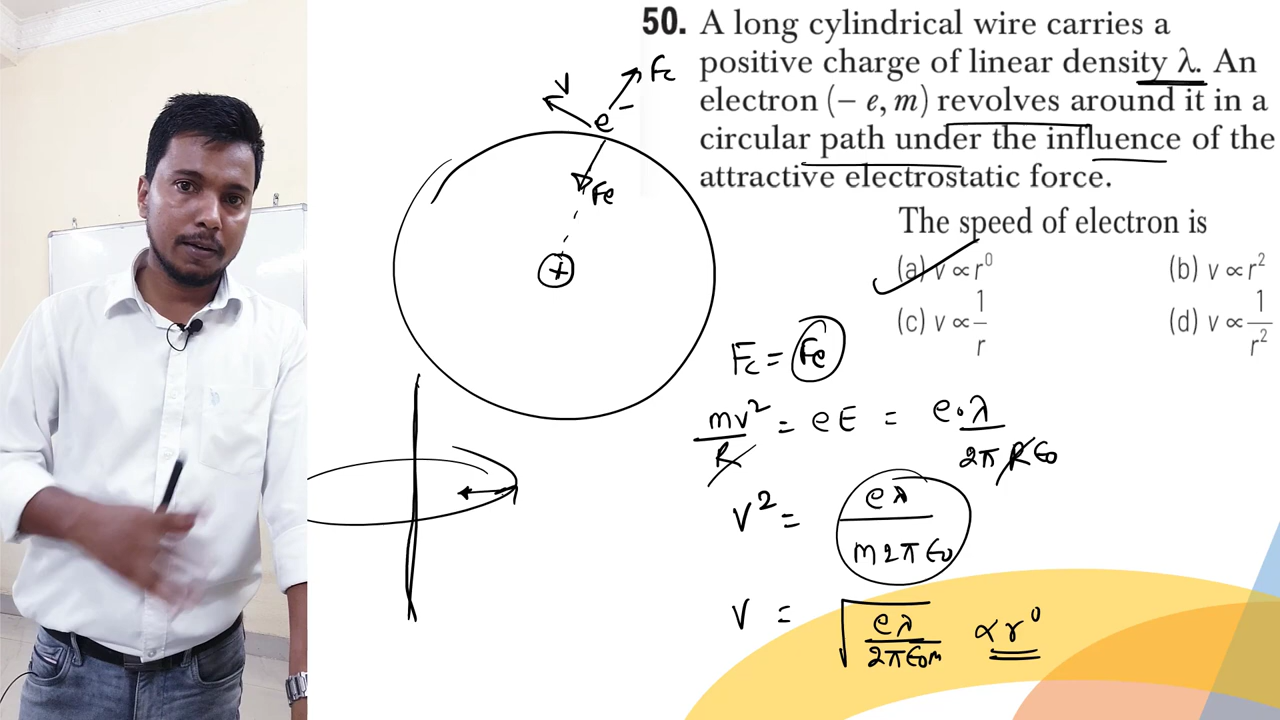 50. A long cylindrical wire carries a
positive charge of linear density λ. An
electron (− e, m) revolves around it in a
circular path under the influence of the
attractive electrostatic force.
The speed of electron is
(a) v ∝ r⁰ (b) v ∝ r²
(c) v ∝ 1/r (d) v ∝ 1/r²
V Fc
e⁻
Fe
+
Fc = Fe
mv²/R = eE = e.λ/2πRε₀
V² = eλ/m2πε₀
V = √(eλ/2πε₀m) ∝ r⁰